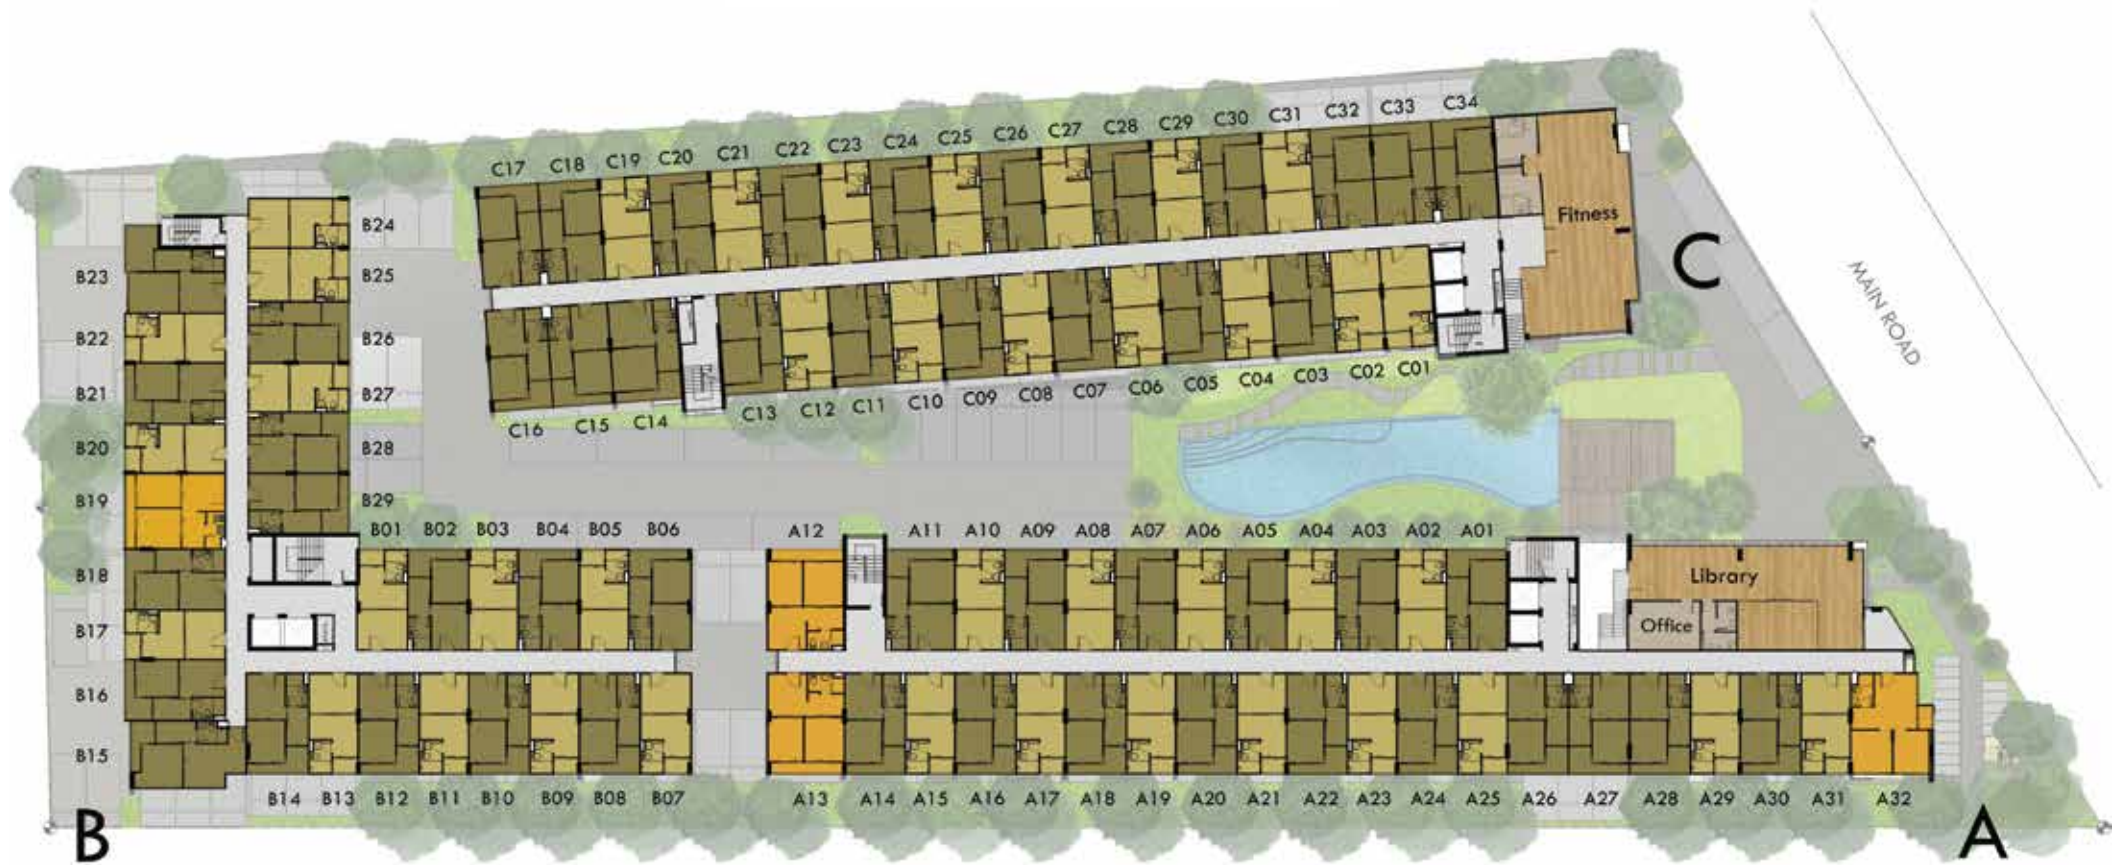 C17 C18 C19 C20 C21 C22 C23 C24 C25 C26 C27 C28 C29 C30 C31 C32 C33 C34
Fitness
C
MAIN ROAD
C16 C15 C14 C13 C12 C11 C10 C09 C08 C07 C06 C05 C04 C03 C02 C01
B24
B23
B25
B22
B26
B21
B27
B20
B28
B19
B29
B01 B02 B03 B04 B05 B06
A12 A11 A10 A09 A08 A07 A06 A05 A04 A03 A02 A01
B18
Library
B17
Office
B16
B15
B14 B13 B12 B11 B10 B09 B08 B07
A13 A14 A15 A16 A17 A18 A19 A20 A21 A22 A23 A24 A25 A26 A27 A28 A29 A30 A31 A32
B
A